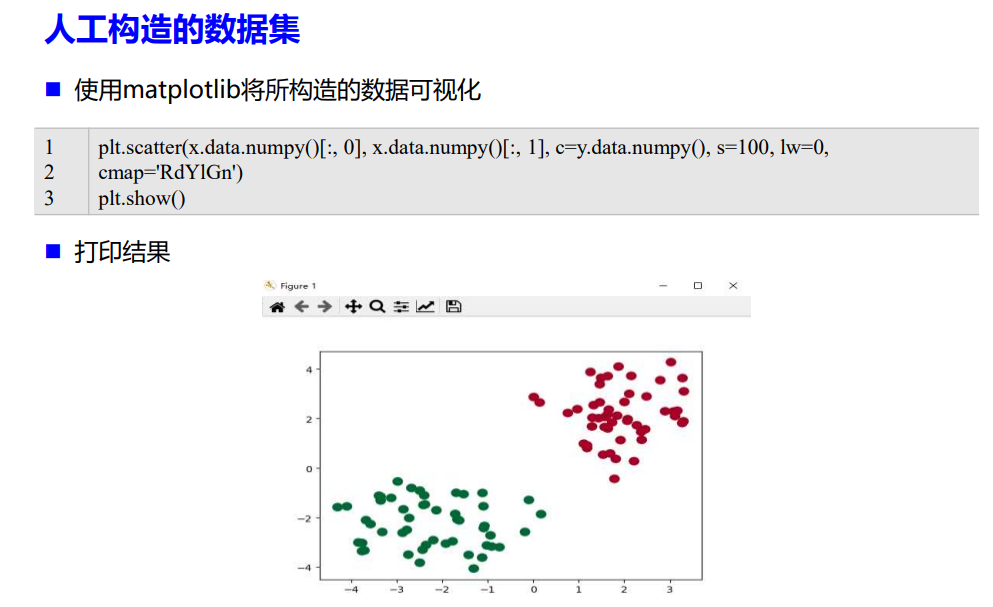 人工构造的数据集
使用matplotlib将所构造的数据可视化
1 plt.scatter(x.data.numpy()[:, 0], x.data.numpy()[:, 1], c=y.data.numpy(), s=100, lw=0,
2 cmap='RdYlGn')
3 plt.show()
打印结果
Figure 1
4
2
0
−2
−4
−4 −3 −2 −1 0 1 2 3